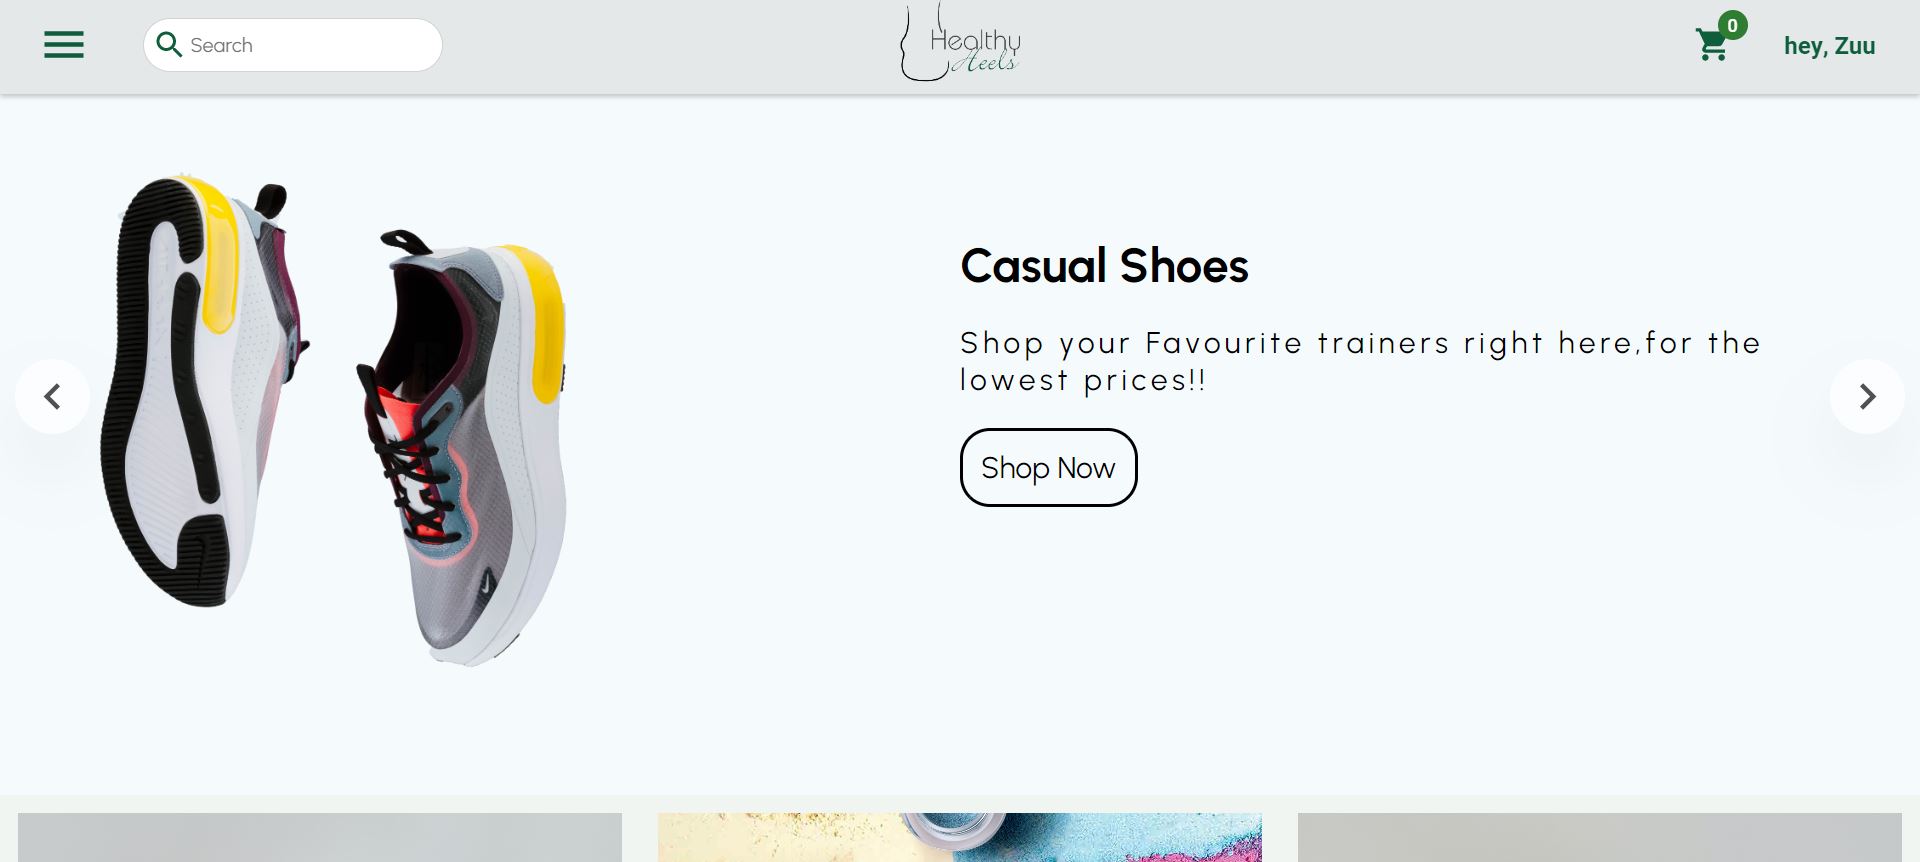 Search
Healthy
Heels
0
hey, Zuu
Casual Shoes
Shop your Favourite trainers right here,for the
lowest prices!!
Shop Now